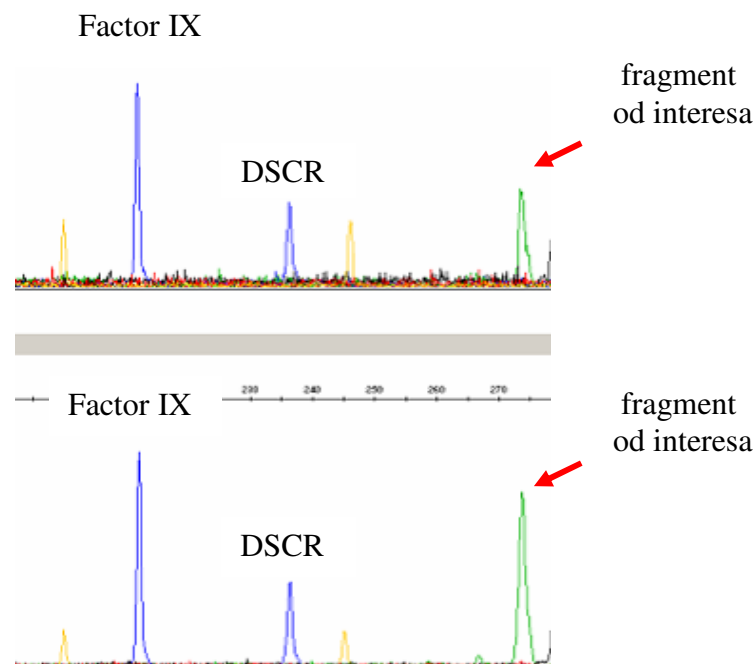 Factor IX
fragment
od interesa
DSCR
230 240 250 260 270
Factor IX
fragment
od interesa
DSCR